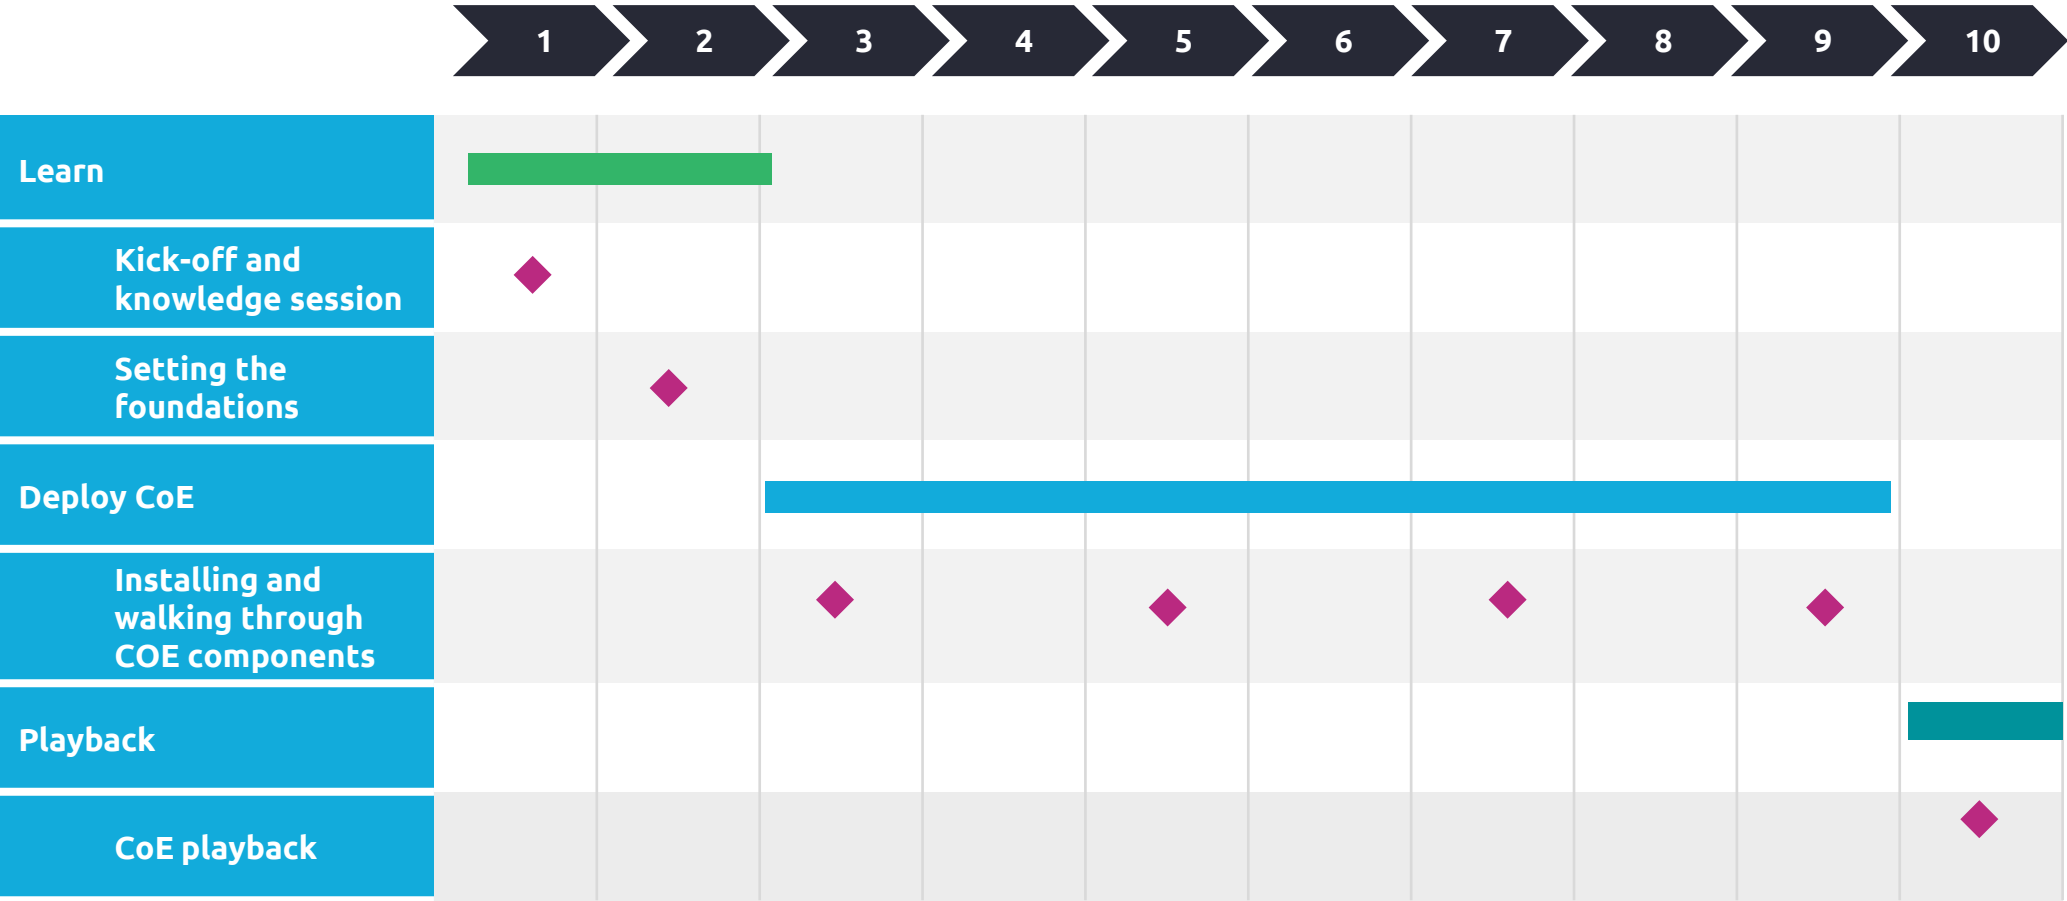 1 2 3 4 5 6 7 8 9 10
Learn
Kick-off and
knowledge session
Setting the
foundations
Deploy CoE
Installing and
walking through
COE components
Playback
CoE playback